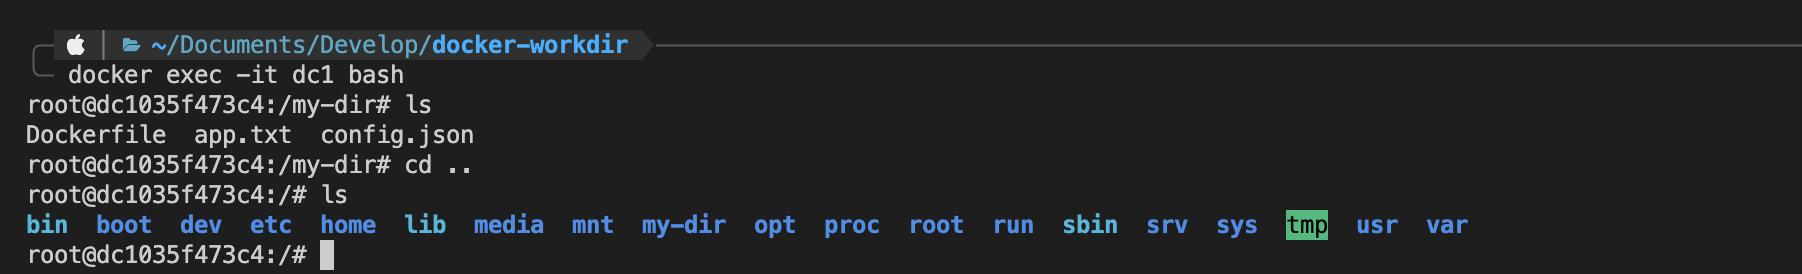 ~/Documents/Develop/docker-workdir
docker exec -it dc1 bash
root@dc1035f473c4:/my-dir# ls
Dockerfile  app.txt  config.json
root@dc1035f473c4:/my-dir# cd ..
root@dc1035f473c4:/# ls
bin  boot  dev  etc  home  lib  media  mnt  my-dir  opt  proc  root  run  sbin  srv  sys  tmp  usr  var
root@dc1035f473c4:/#